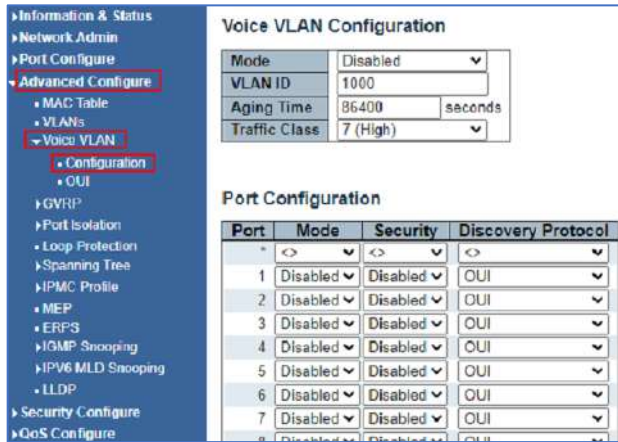 Information & Status
Network Admin
Port Configure
Advanced Configure
MAC Table
VLANs
Voice VLAN
Configuration
OUI
GVRP
Port Isolation
Loop Protection
Spanning Tree
IPMC Profile
MEP
ERPS
IGMP Snooping
IPV6 MLD Snooping
LLDP
Security Configure
QoS Configure
Voice VLAN Configuration
Mode Disabled
VLAN ID 1000
Aging Time 86400 seconds
Traffic Class 7 (High)
Port Configuration
Port Mode Security Discovery Protocol
* <> <> <>
1 Disabled Disabled OUI
2 Disabled Disabled OUI
3 Disabled Disabled OUI
4 Disabled Disabled OUI
5 Disabled Disabled OUI
6 Disabled Disabled OUI
7 Disabled Disabled OUI